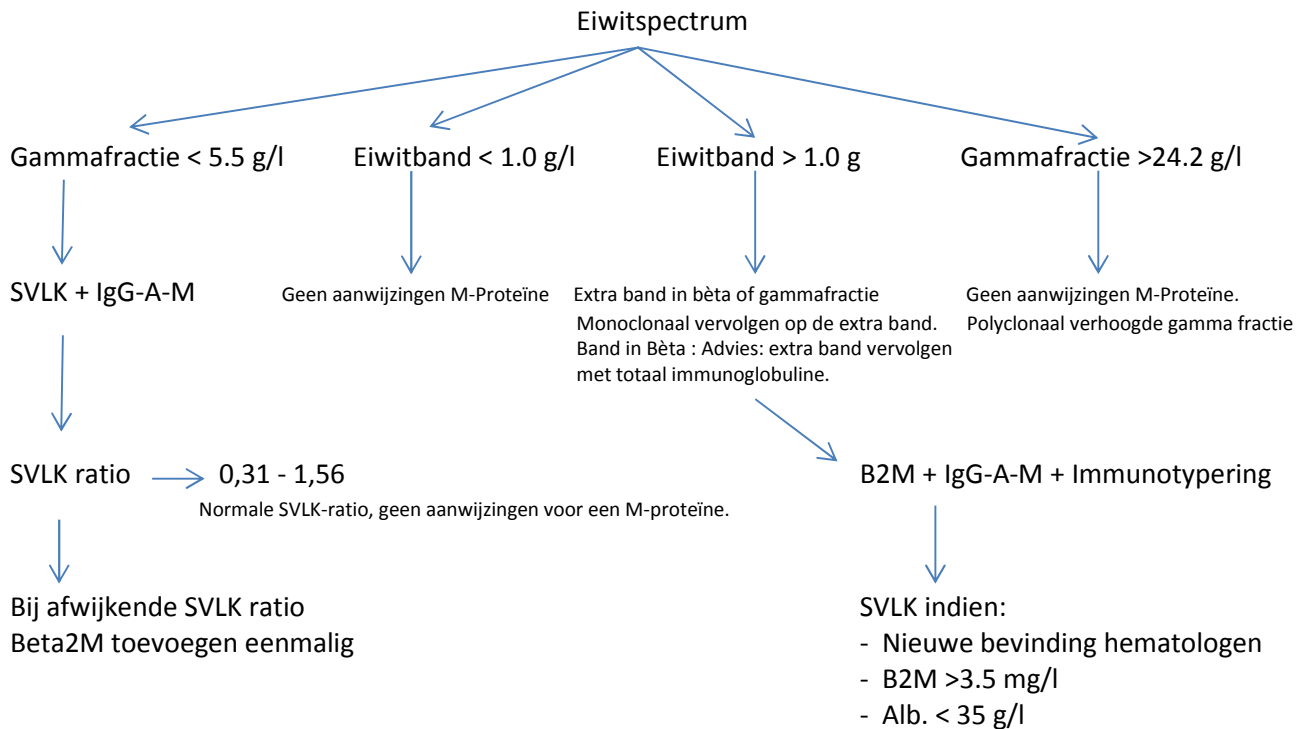 Eiwitspectrum
Gammafractie < 5.5 g/l
Eiwitband < 1.0 g/l
Eiwitband > 1.0 g
Gammafractie >24.2 g/l
SVLK + IgG-A-M
Geen aanwijzingen M-Proteïne
Extra band in bèta of gammafractie
Monoclonaal vervolgen op de extra band.
Band in Bèta : Advies: extra band vervolgen
met totaal immunoglobuline.
Geen aanwijzingen M-Proteïne.
Polyclonaal verhoogde gamma fractie
SVLK ratio
0,31 - 1,56
Normale SVLK-ratio, geen aanwijzingen voor een M-proteïne.
B2M + IgG-A-M + Immunotypering
Bij afwijkende SVLK ratio
Beta2M toevoegen eenmalig
SVLK indien:
- Nieuwe bevinding hematologen
- B2M >3.5 mg/l
- Alb. < 35 g/l